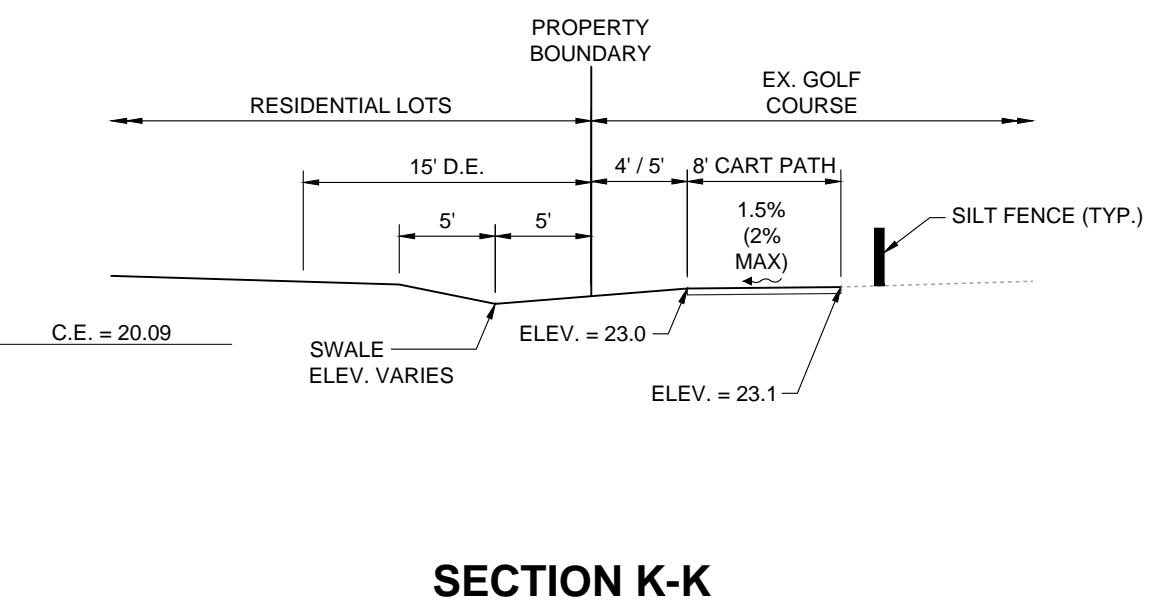 PROPERTY
BOUNDARY
RESIDENTIAL LOTS
EX. GOLF
COURSE
15' D.E.
4' / 5'
8' CART PATH
5'
5'
1.5%
(2%
MAX)
SILT FENCE (TYP.)
C.E. = 20.09
SWALE
ELEV. VARIES
ELEV. = 23.0
ELEV. = 23.1
SECTION K-K